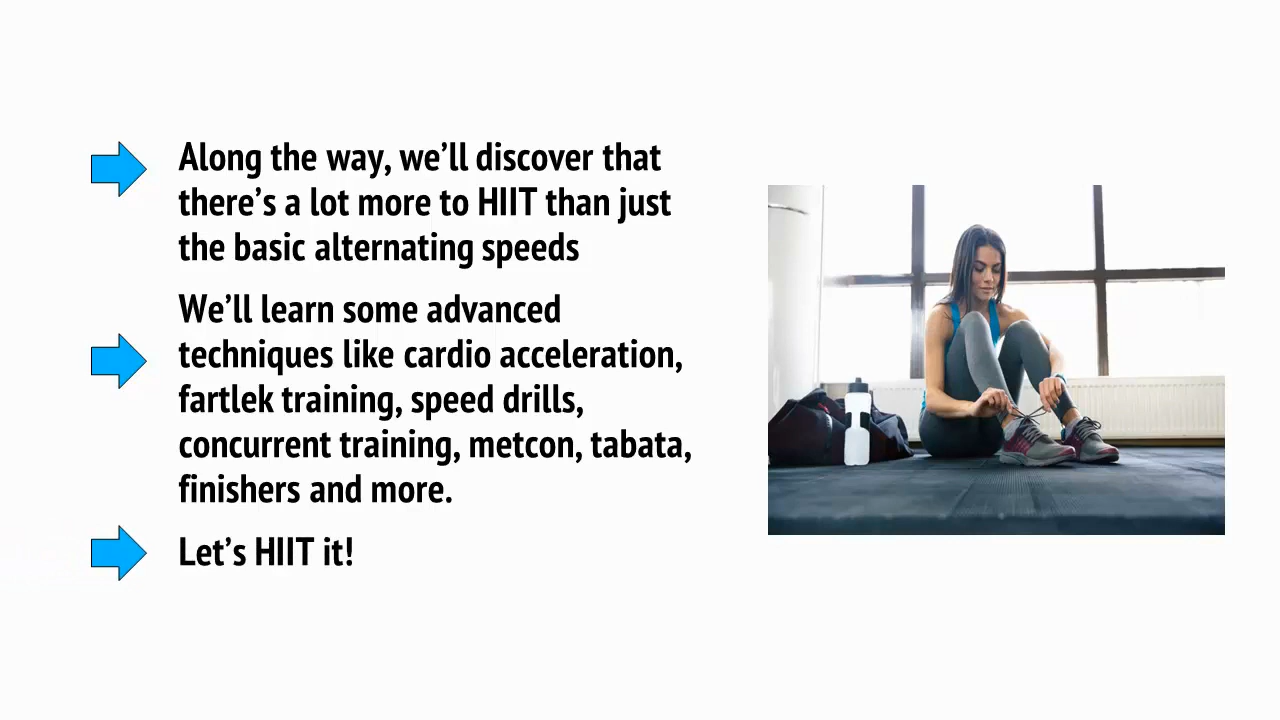 Along the way, we’ll discover that
there’s a lot more to HIIT than just
the basic alternating speeds
We’ll learn some advanced
techniques like cardio acceleration,
fartlek training, speed drills,
concurrent training, metcon, tabata,
finishers and more.
Let’s HIIT it!